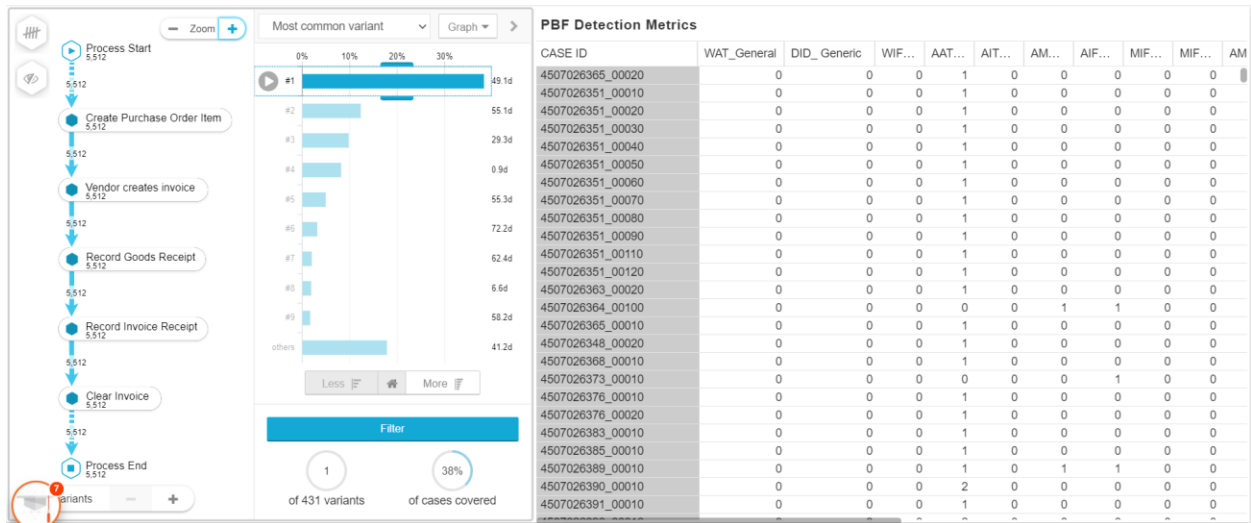 Zoom
Process Start
5,512
5,512
Create Purchase Order Item
5,512
5,512
Vendor creates invoice
5,512
5,512
Record Goods Receipt
5,512
5,512
Record Invoice Receipt
5,512
5,512
Clear Invoice
5,512
5,512
Process End
5,512
7
ariants
Most common variant
Graph
0% 10% 20% 30%
#1 49.1d
#2 55.1d
#3 29.3d
#4 0.9d
#5 55.3d
#6 72.2d
#7 62.4d
#8 6.6d
#9 58.2d
others 41.2d
Less More
Filter
1 38%
of 431 variants of cases covered
PBF Detection Metrics
CASE ID WAT_General DID_ Generic WIF... AAT... AIT... AM... AIF... MIF... MIF... AM
4507026365_00020 0 0 0 1 0 0 0 0 0
4507026351_00010 0 0 0 1 0 0 0 0 0
4507026351_00020 0 0 0 1 0 0 0 0 0
4507026351_00030 0 0 0 1 0 0 0 0 0
4507026351_00040 0 0 0 1 0 0 0 0 0
4507026351_00050 0 0 0 1 0 0 0 0 0
4507026351_00060 0 0 0 1 0 0 0 0 0
4507026351_00070 0 0 0 1 0 0 0 0 0
4507026351_00080 0 0 0 1 0 0 0 0 0
4507026351_00090 0 0 0 1 0 0 0 0 0
4507026351_00110 0 0 0 1 0 0 0 0 0
4507026351_00120 0 0 0 1 0 0 0 0 0
4507026363_00020 0 0 0 1 0 0 0 0 0
4507026364_00100 0 0 0 0 0 1 1 0 0
4507026365_00010 0 0 0 1 0 0 0 0 0
4507026348_00020 0 0 0 1 0 0 0 0 0
4507026368_00010 0 0 0 1 0 0 0 0 0
4507026373_00010 0 0 0 0 0 0 1 0 0
4507026376_00010 0 0 0 1 0 0 0 0 0
4507026376_00020 0 0 0 1 0 0 0 0 0
4507026383_00010 0 0 0 1 0 0 0 0 0
4507026385_00010 0 0 0 1 0 0 0 0 0
4507026389_00010 0 0 0 1 0 1 1 0 0
4507026390_00010 0 0 0 2 0 0 0 0 0
4507026391_00010 0 0 0 1 0 0 0 0 0